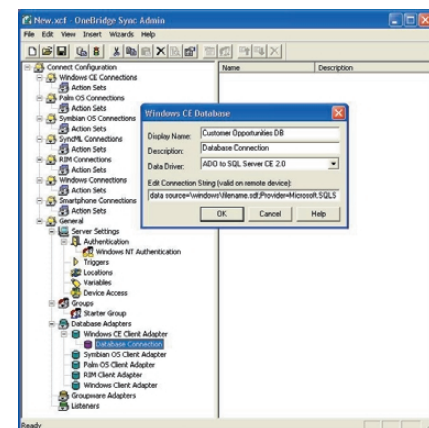 New.xcf - OneBridge Sync Admin
File Edit View Insert Wizards Help
Connect Configuration
Windows CE Connections
Action Sets
Palm OS Connections
Action Sets
Symbian OS Connections
Action Sets
SyncML Connections
Action Sets
RIM Connections
Action Sets
Windows Connections
Action Sets
Smartphone Connections
Action Sets
General
Server Settings
Authentication
Windows NT Authentication
Triggers
Locations
Variables
Device Access
Groups
Starter Group
Database Adapters
Windows CE Client Adapter
Database Connection
Symbian OS Client Adapter
Palm OS Client Adapter
RIM Client Adapter
Windows Client Adapter
Groupware Adapters
Listeners
Name Description
Windows CE Database
Display Name: Customer Opportunities DB
Description: Database Connection
Data Driver: ADO to SQL Server CE 2.0
Edit Connection String (valid on remote device):
data source=\windows\filename.sdf;Provider=Microsoft.SQLS
OK Cancel Help
Ready